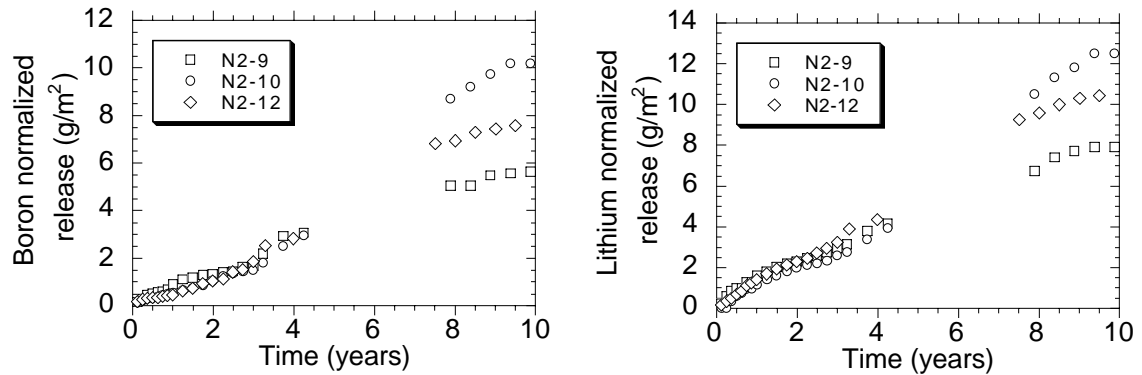 Boron normalized
release (g/m²)
12
10
8
6
4
2
0
N2-9
N2-10
N2-12
0 2 4 6 8 10
Time (years)
Lithium normalized
release (g/m²)
14
12
10
8
6
4
2
0
N2-9
N2-10
N2-12
0 2 4 6 8 10
Time (years)